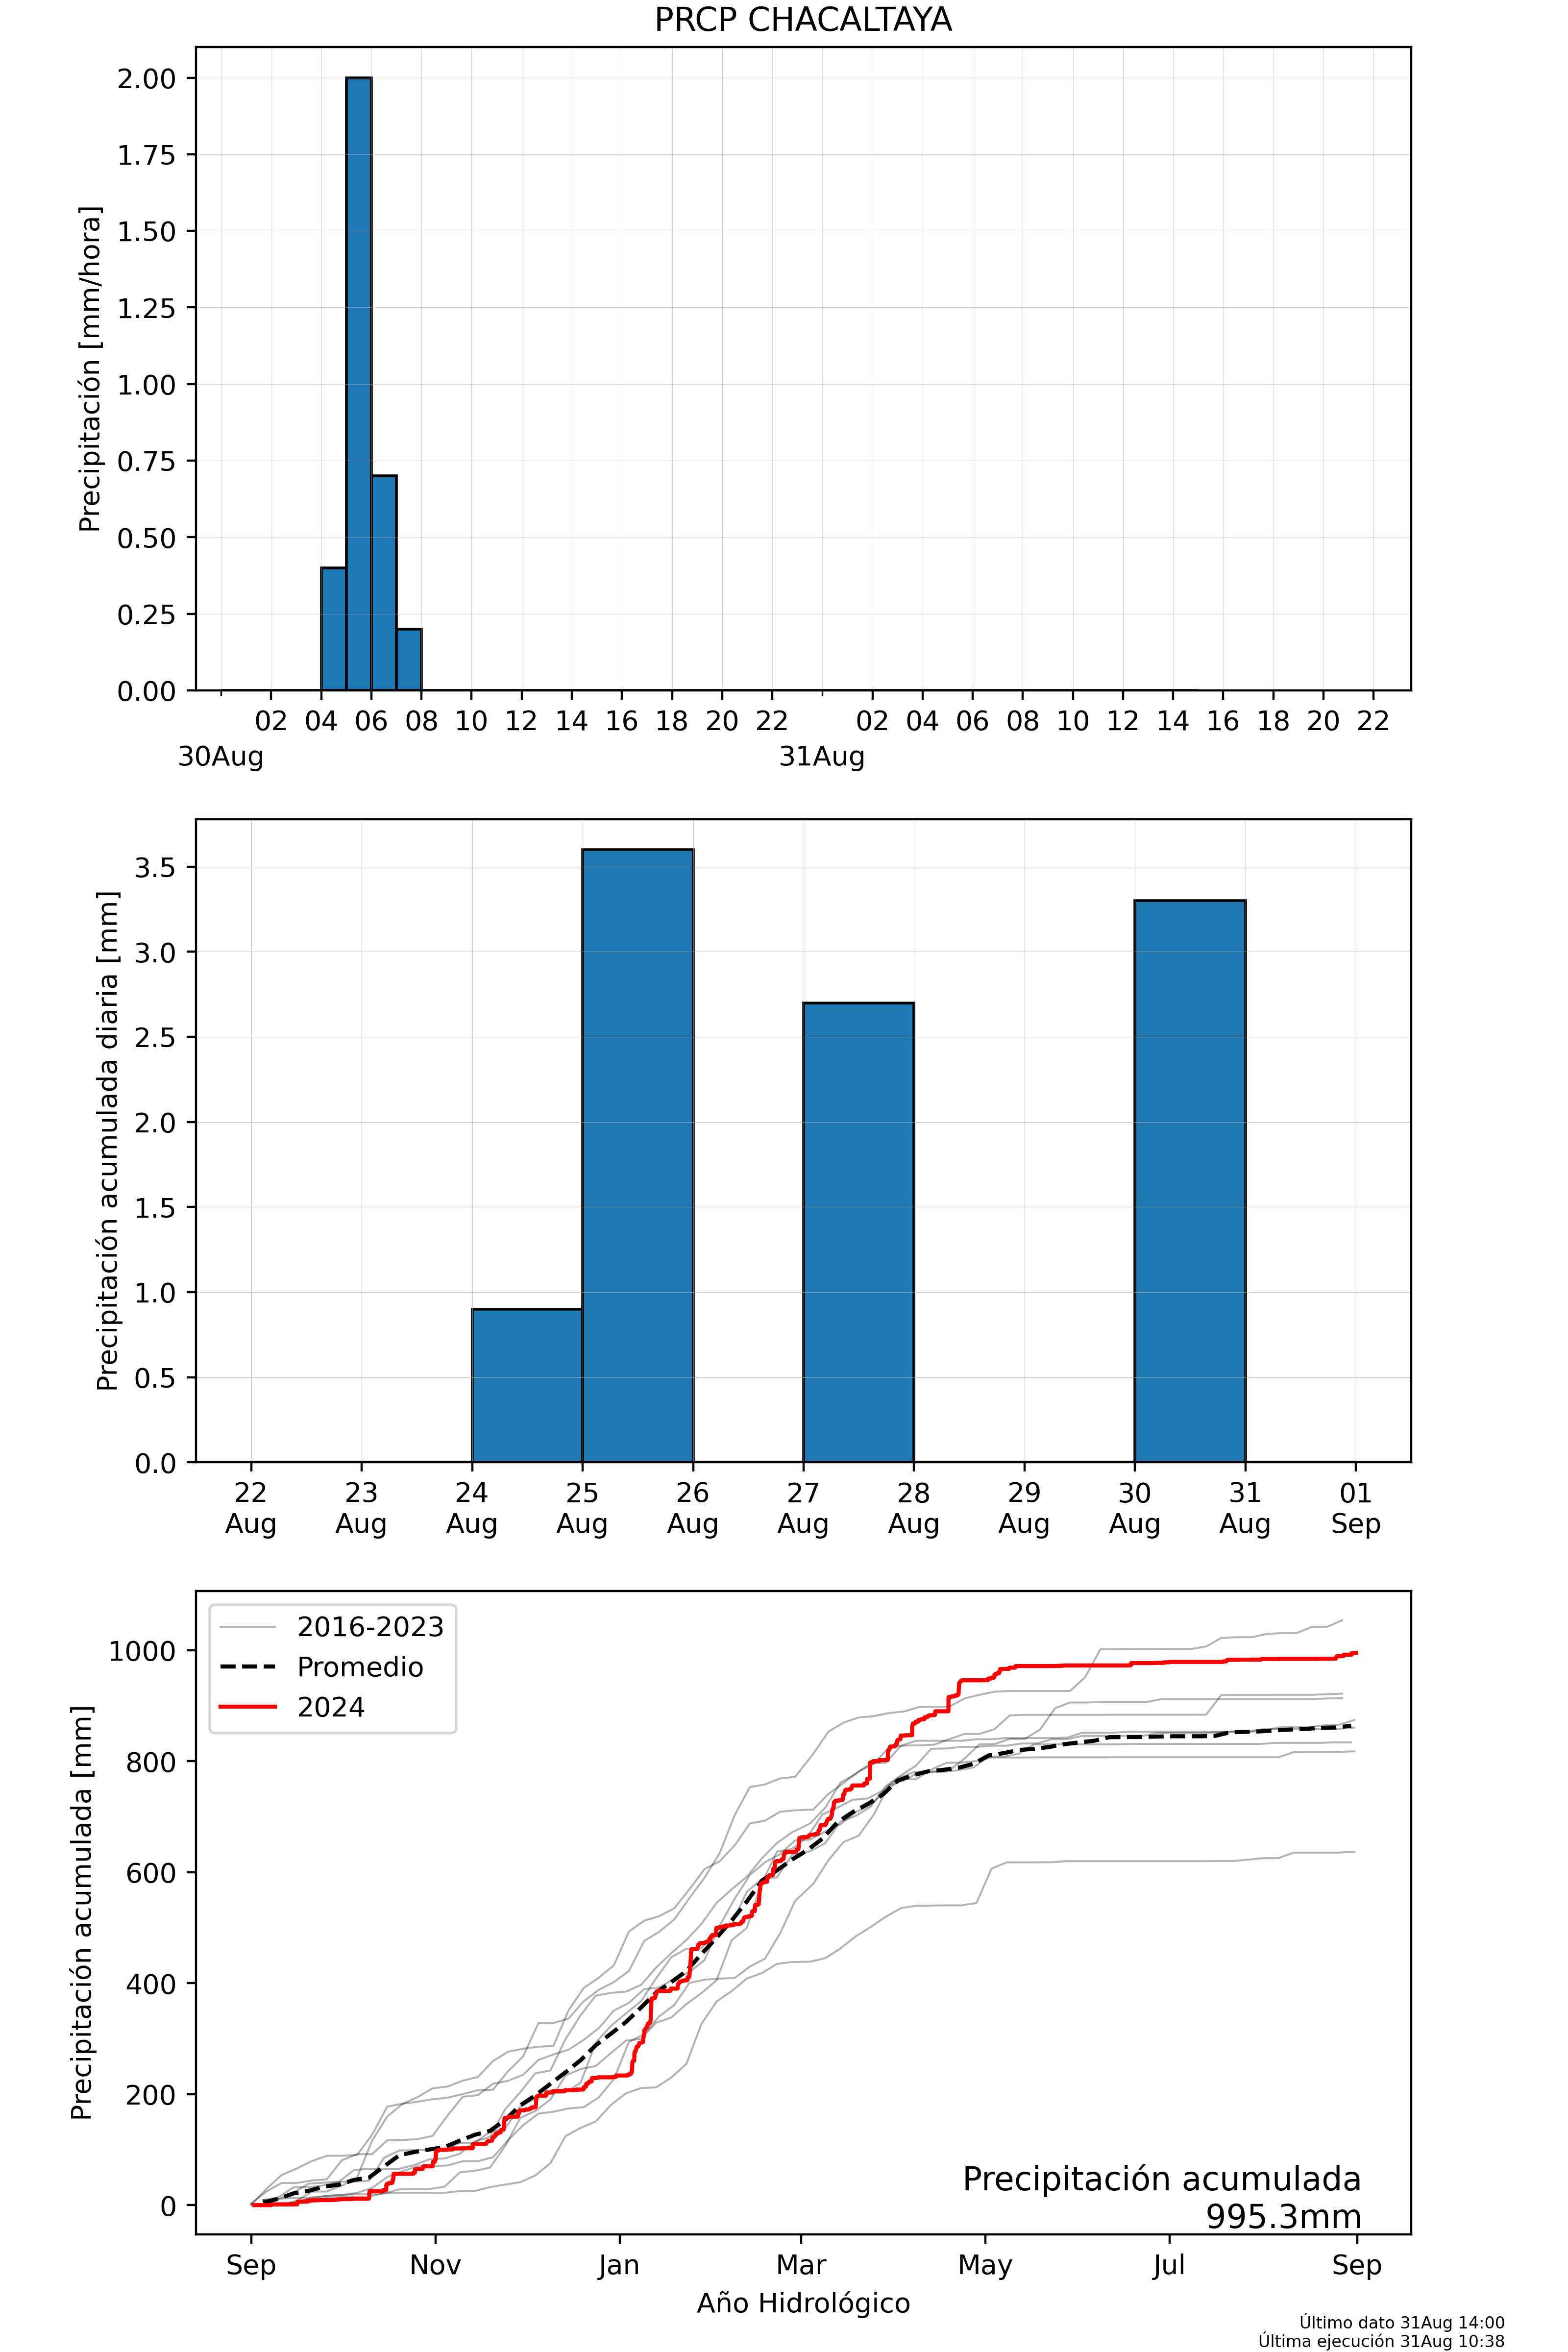 PRCP CHACALTAYA
Precipitación [mm/hora]
2.00
1.75
1.50
1.25
1.00
0.75
0.50
0.25
0.00
02 04 06 08 10 12 14 16 18 20 22 02 04 06 08 10 12 14 16 18 20 22
30Aug 31Aug
Precipitación acumulada diaria [mm]
3.5
3.0
2.5
2.0
1.5
1.0
0.5
0.0
22 23 24 25 26 27 28 29 30 31 01
Aug Aug Aug Aug Aug Aug Aug Aug Aug Aug Sep
Precipitación acumulada [mm]
1000
800
600
400
200
0
2016-2023
Promedio
2024
Precipitación acumulada
995.3mm
Sep Nov Jan Mar May Jul Sep
Año Hidrológico
Último dato 31Aug 14:00
Última ejecución 31Aug 10:38